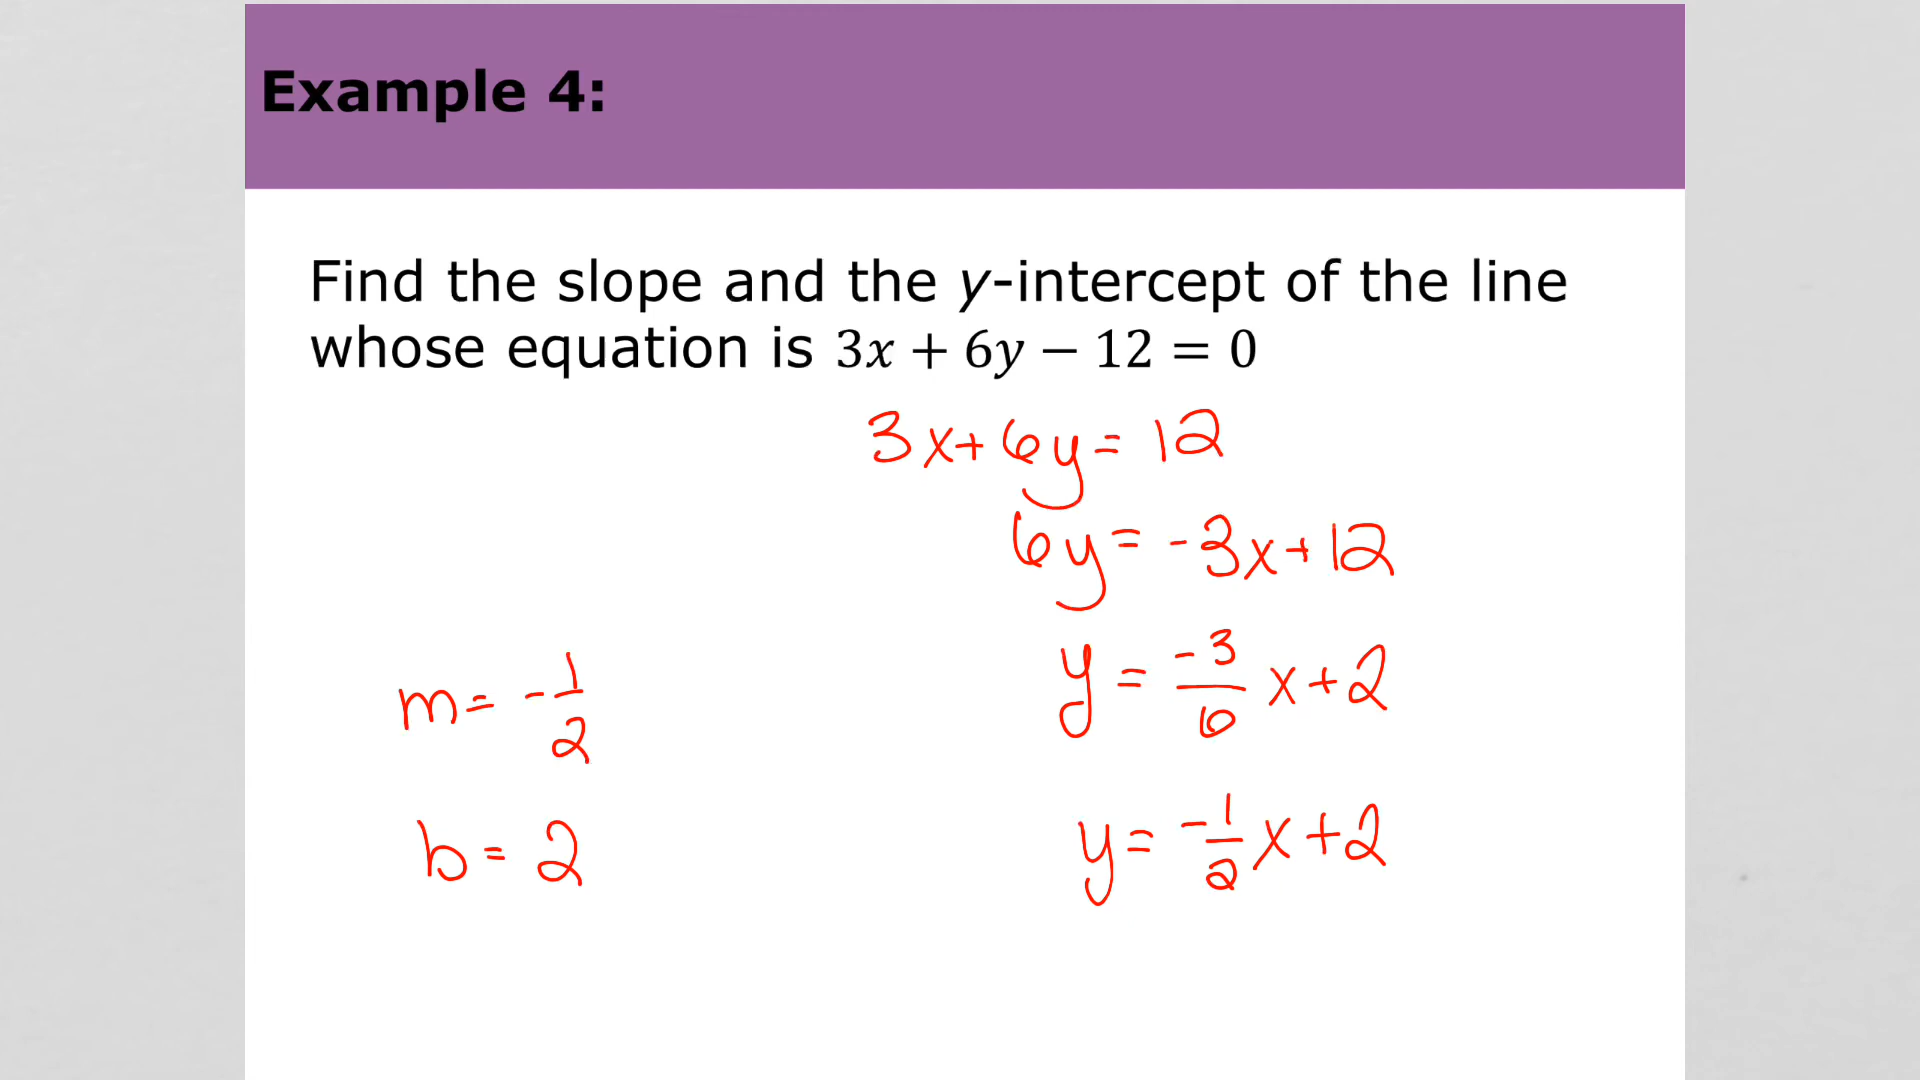 Example 4:
Find the slope and the y-intercept of the line
whose equation is 3x + 6y − 12 = 0
3x+6y= 12
6y= -3x+12
y = -3/6 x+2
m= -1/2
y= -1/2 x+2
b= 2